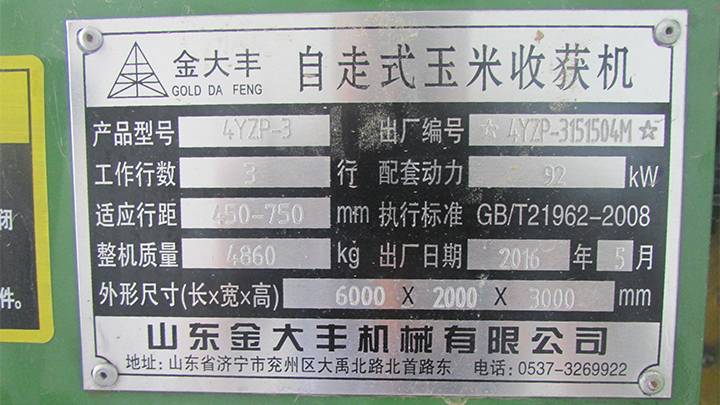 金大丰 自走式玉米收获机
GOLD DA FENG
产品型号 4YZP-3 出厂编号 ☆4YZP-3151504M☆
工作行数 3 行 配套动力 92 kW
适应行距 450-750 mm 执行标准 GB/T21962-2008
整机质量 4860 kg 出厂日期 2016 年 5 月
外形尺寸(长×宽×高) 6000 X 2000 X 3000 mm
山东金大丰机械有限公司
地址: 山东省济宁市兖州区大禹北路北首路东 电话: 0537-3269922
闭
件。